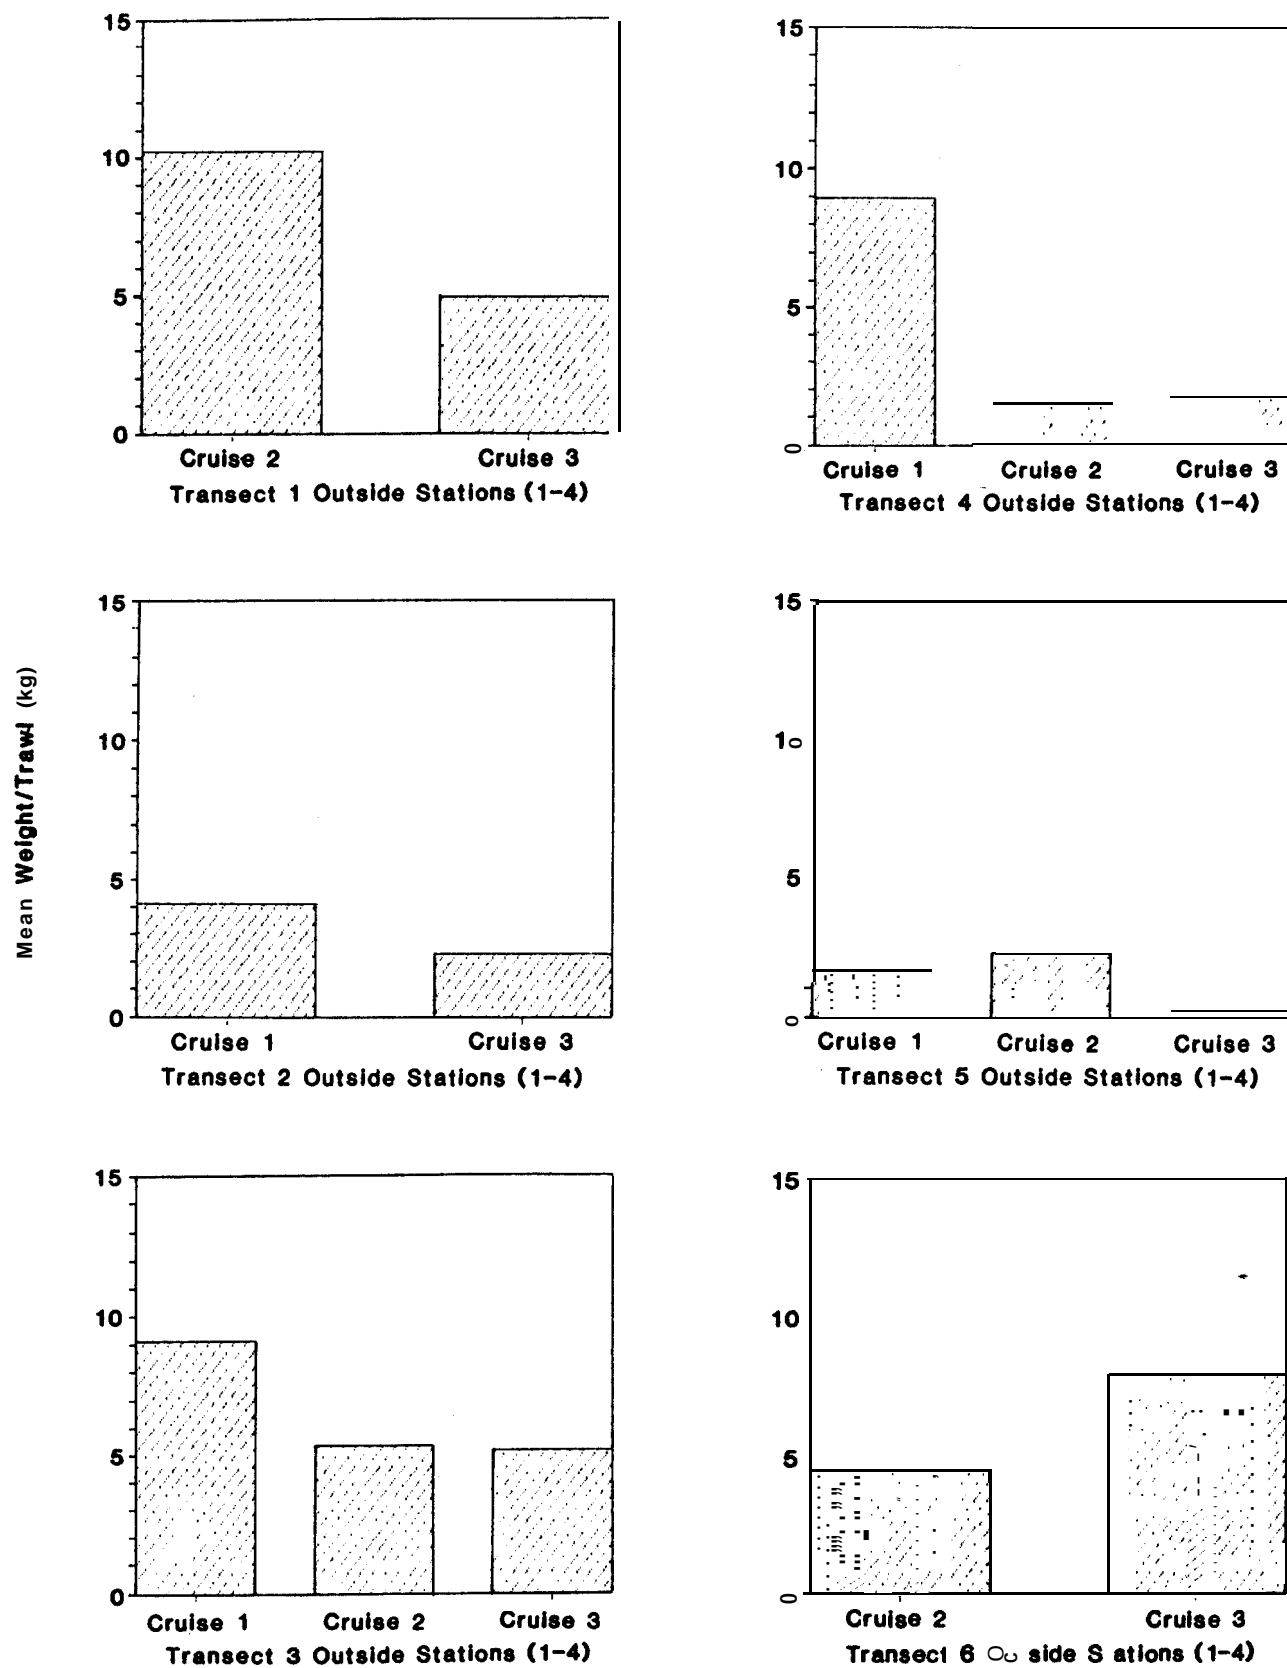 Mean Weight/Trawl (kg)
15
10
5
0
Cruise 2 Cruise 3
Transect 1 Outside Stations (1-4)
15
10
5
0
Cruise 1 Cruise 2 Cruise 3
Transect 4 Outside Stations (1-4)
15
10
5
0
Cruise 1 Cruise 3
Transect 2 Outside Stations (1-4)
15
10
5
0
Cruise 1 Cruise 2 Cruise 3
Transect 5 Outside Stations (1-4)
15
10
5
0
Cruise 1 Cruise 2 Cruise 3
Transect 3 Outside Stations (1-4)
15
10
5
0
Cruise 2 Cruise 3
Transect 6 side S ations (1-4)